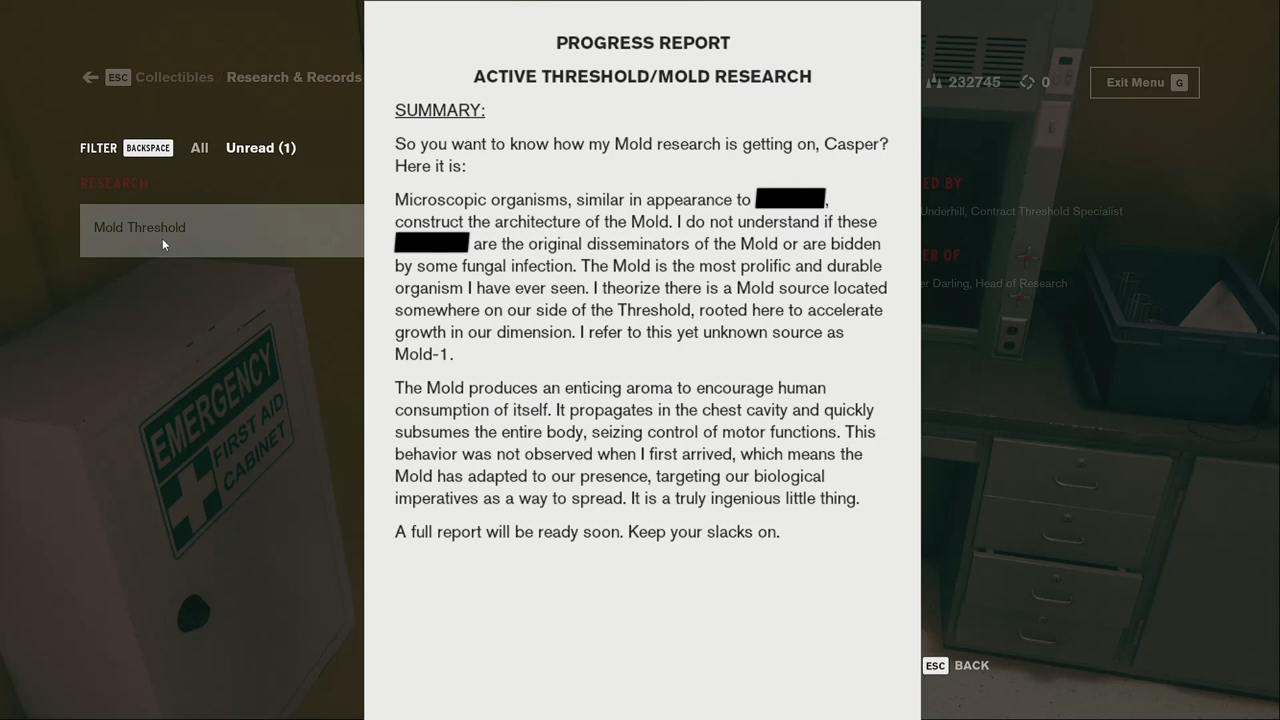 PROGRESS REPORT
ACTIVE THRESHOLD/MOLD RESEARCH
ESC Collectibles Research & Records
232745 0
Exit Menu G
FILTER BACKSPACE All Unread (1)
RESEARCH
Mold Threshold
SUMMARY:
So you want to know how my Mold research is getting on, Casper?
Here it is:
Microscopic organisms, similar in appearance to ,
construct the architecture of the Mold. I do not understand if these
are the original disseminators of the Mold or are bidden
by some fungal infection. The Mold is the most prolific and durable
organism I have ever seen. I theorize there is a Mold source located
somewhere on our side of the Threshold, rooted here to accelerate
growth in our dimension. I refer to this yet unknown source as
Mold-1.
The Mold produces an enticing aroma to encourage human
consumption of itself. It propagates in the chest cavity and quickly
subsumes the entire body, seizing control of motor functions. This
behavior was not observed when I first arrived, which means the
Mold has adapted to our presence, targeting our biological
imperatives as a way to spread. It is a truly ingenious little thing.
A full report will be ready soon. Keep your slacks on.
ED BY
Underhill, Contract Threshold Specialist
ER OF
er Darling, Head of Research
EMERGENCY
FIRST AID
CABINET
ESC BACK